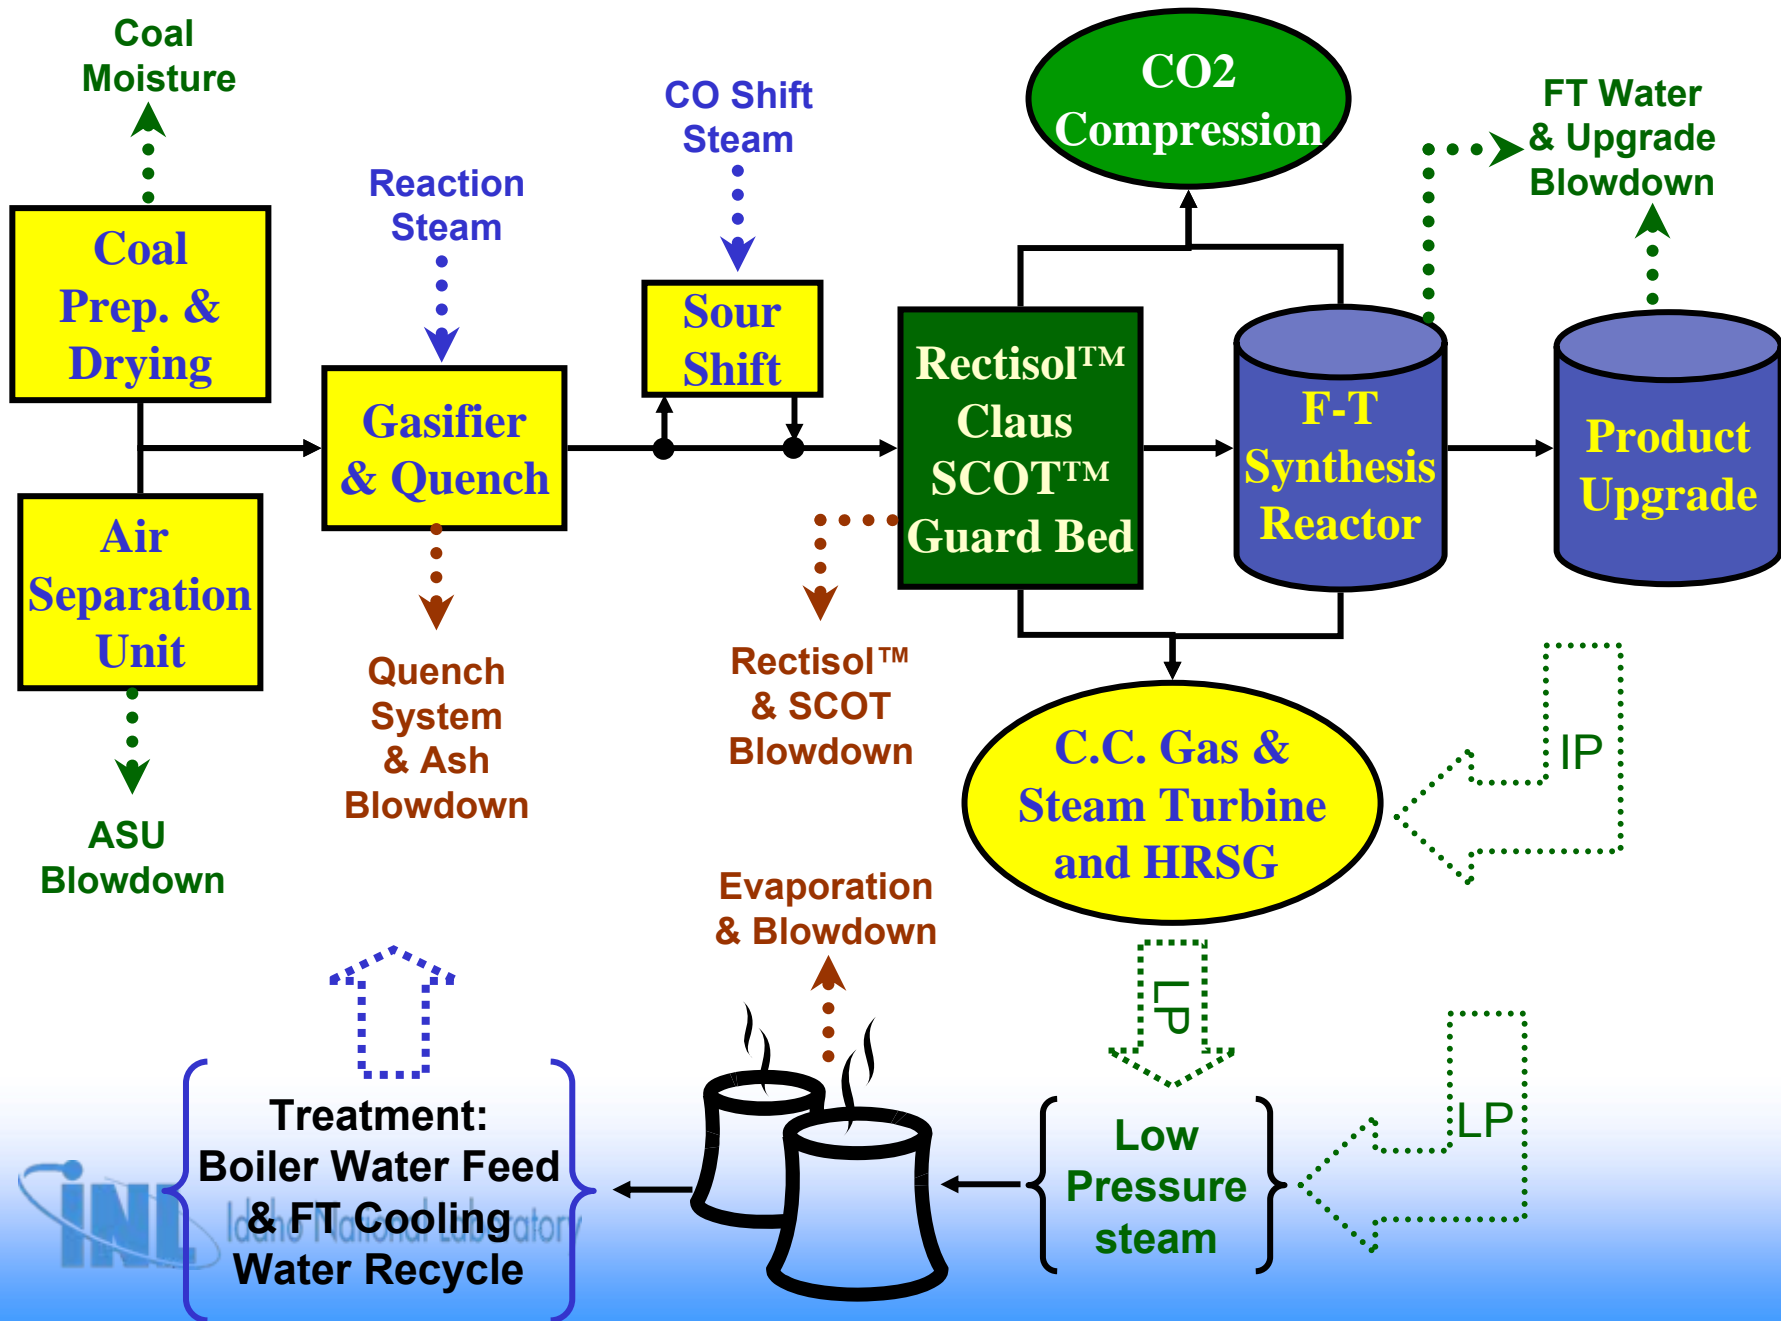 Coal
Moisture
CO Shift
Steam
CO2
Compression
FT Water
& Upgrade
Blowdown
Reaction
Steam
Coal
Prep. &
Drying
Sour
Shift
Gasifier
& Quench
Rectisol™
Claus
SCOT™
Guard Bed
F-T
Synthesis
Reactor
Product
Upgrade
Air
Separation
Unit
Quench
System
& Ash
Blowdown
Rectisol™
& SCOT
Blowdown
C.C. Gas &
Steam Turbine
and HRSG
IP
ASU
Blowdown
Evaporation
& Blowdown
LP
LP
Treatment:
Boiler Water Feed
& FT Cooling
Water Recycle
Low
Pressure
steam
INL
Idaho National Laboratory